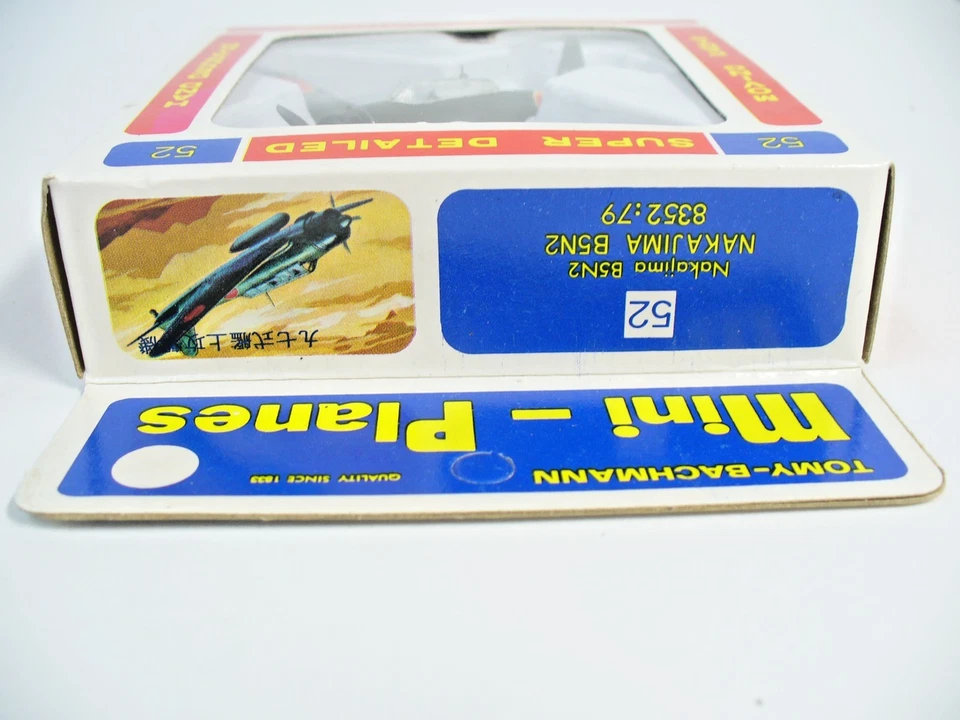 TOMY-BACHMANN
QUALITY SINCE 1833
mini - Planes
52
Nakajima B5N2
NAKAJIMA B5N2
8352:79
九七式艦上攻撃機
52
SUPER DETAILED
52